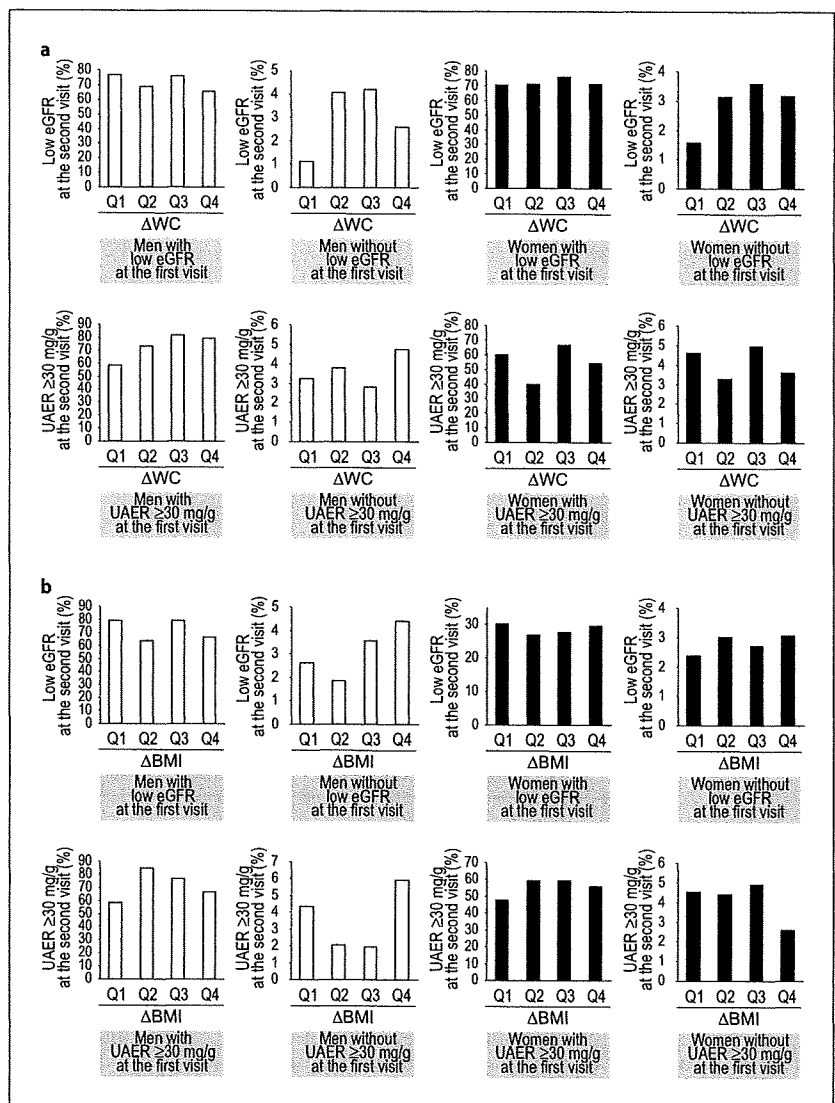 a
Low eGFR
at the second visit (%)
80
70
60
50
40
30
20
10
0
Q1 Q2 Q3 Q4
ΔWC
Men with
low eGFR
at the first visit
Low eGFR
at the second visit (%)
5
4
3
2
1
0
Q1 Q2 Q3 Q4
ΔWC
Men without
low eGFR
at the first visit
Low eGFR
at the second visit (%)
80
70
60
50
40
30
20
10
0
Q1 Q2 Q3 Q4
ΔWC
Women with
low eGFR
at the first visit
Low eGFR
at the second visit (%)
4
3
2
1
0
Q1 Q2 Q3 Q4
ΔWC
Women without
low eGFR
at the first visit
UAER ≥30 mg/g
at the second visit (%)
90
80
70
60
50
40
30
20
10
0
Q1 Q2 Q3 Q4
ΔWC
Men with
UAER ≥30 mg/g
at the first visit
UAER ≥30 mg/g
at the second visit (%)
6
5
4
3
2
1
0
Q1 Q2 Q3 Q4
ΔWC
Men without
UAER ≥30 mg/g
at the first visit
UAER ≥30 mg/g
at the second visit (%)
80
70
60
50
40
30
20
10
0
Q1 Q2 Q3 Q4
ΔWC
Women with
UAER ≥30 mg/g
at the first visit
UAER ≥30 mg/g
at the second visit (%)
6
5
4
3
2
1
0
Q1 Q2 Q3 Q4
ΔWC
Women without
UAER ≥30 mg/g
at the first visit
b
Low eGFR
at the second visit (%)
90
80
70
60
50
40
30
20
10
0
Q1 Q2 Q3 Q4
ΔBMI
Men with
low eGFR
at the first visit
Low eGFR
at the second visit (%)
5
4
3
2
1
0
Q1 Q2 Q3 Q4
ΔBMI
Men without
low eGFR
at the first visit
Low eGFR
at the second visit (%)
30
20
10
0
Q1 Q2 Q3 Q4
ΔBMI
Women with
low eGFR
at the first visit
Low eGFR
at the second visit (%)
4
3
2
1
0
Q1 Q2 Q3 Q4
ΔBMI
Women without
low eGFR
at the first visit
UAER ≥30 mg/g
at the second visit (%)
90
80
70
60
50
40
30
20
10
0
Q1 Q2 Q3 Q4
ΔBMI
Men with
UAER ≥30 mg/g
at the first visit
UAER ≥30 mg/g
at the second visit (%)
7
6
5
4
3
2
1
0
Q1 Q2 Q3 Q4
ΔBMI
Men without
UAER ≥30 mg/g
at the first visit
UAER ≥30 mg/g
at the second visit (%)
70
60
50
40
30
20
10
0
Q1 Q2 Q3 Q4
ΔBMI
Women with
UAER ≥30 mg/g
at the first visit
UAER ≥30 mg/g
at the second visit (%)
6
5
4
3
2
1
0
Q1 Q2 Q3 Q4
ΔBMI
Women without
UAER ≥30 mg/g
at the first visit